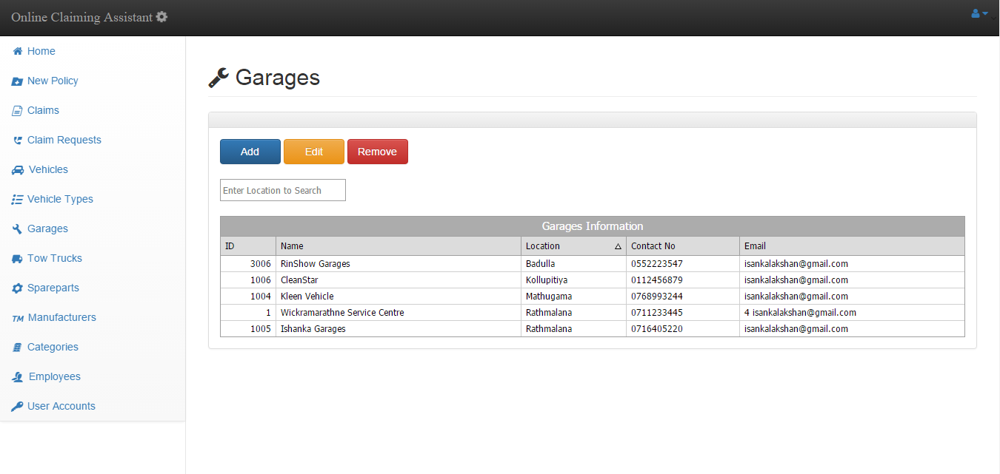 Online Claiming Assistant
Home
New Policy
Claims
Claim Requests
Vehicles
Vehicle Types
Garages
Tow Trucks
Spareparts
TM Manufacturers
Categories
Employees
User Accounts
Garages
Add Edit Remove
Enter Location to Search
Garages Information
ID Name Location Contact No Email
3006 RinShow Garages Badulla 0552223547 isankalakshan@gmail.com
1006 CleanStar Kollupitiya 0112456879 isankalakshan@gmail.com
1004 Kleen Vehicle Mathugama 0768993244 isankalakshan@gmail.com
1 Wickramarathne Service Centre Rathmalana 0711233445 4 isankalakshan@gmail.com
1005 Ishanka Garages Rathmalana 0716405220 isankalakshan@gmail.com